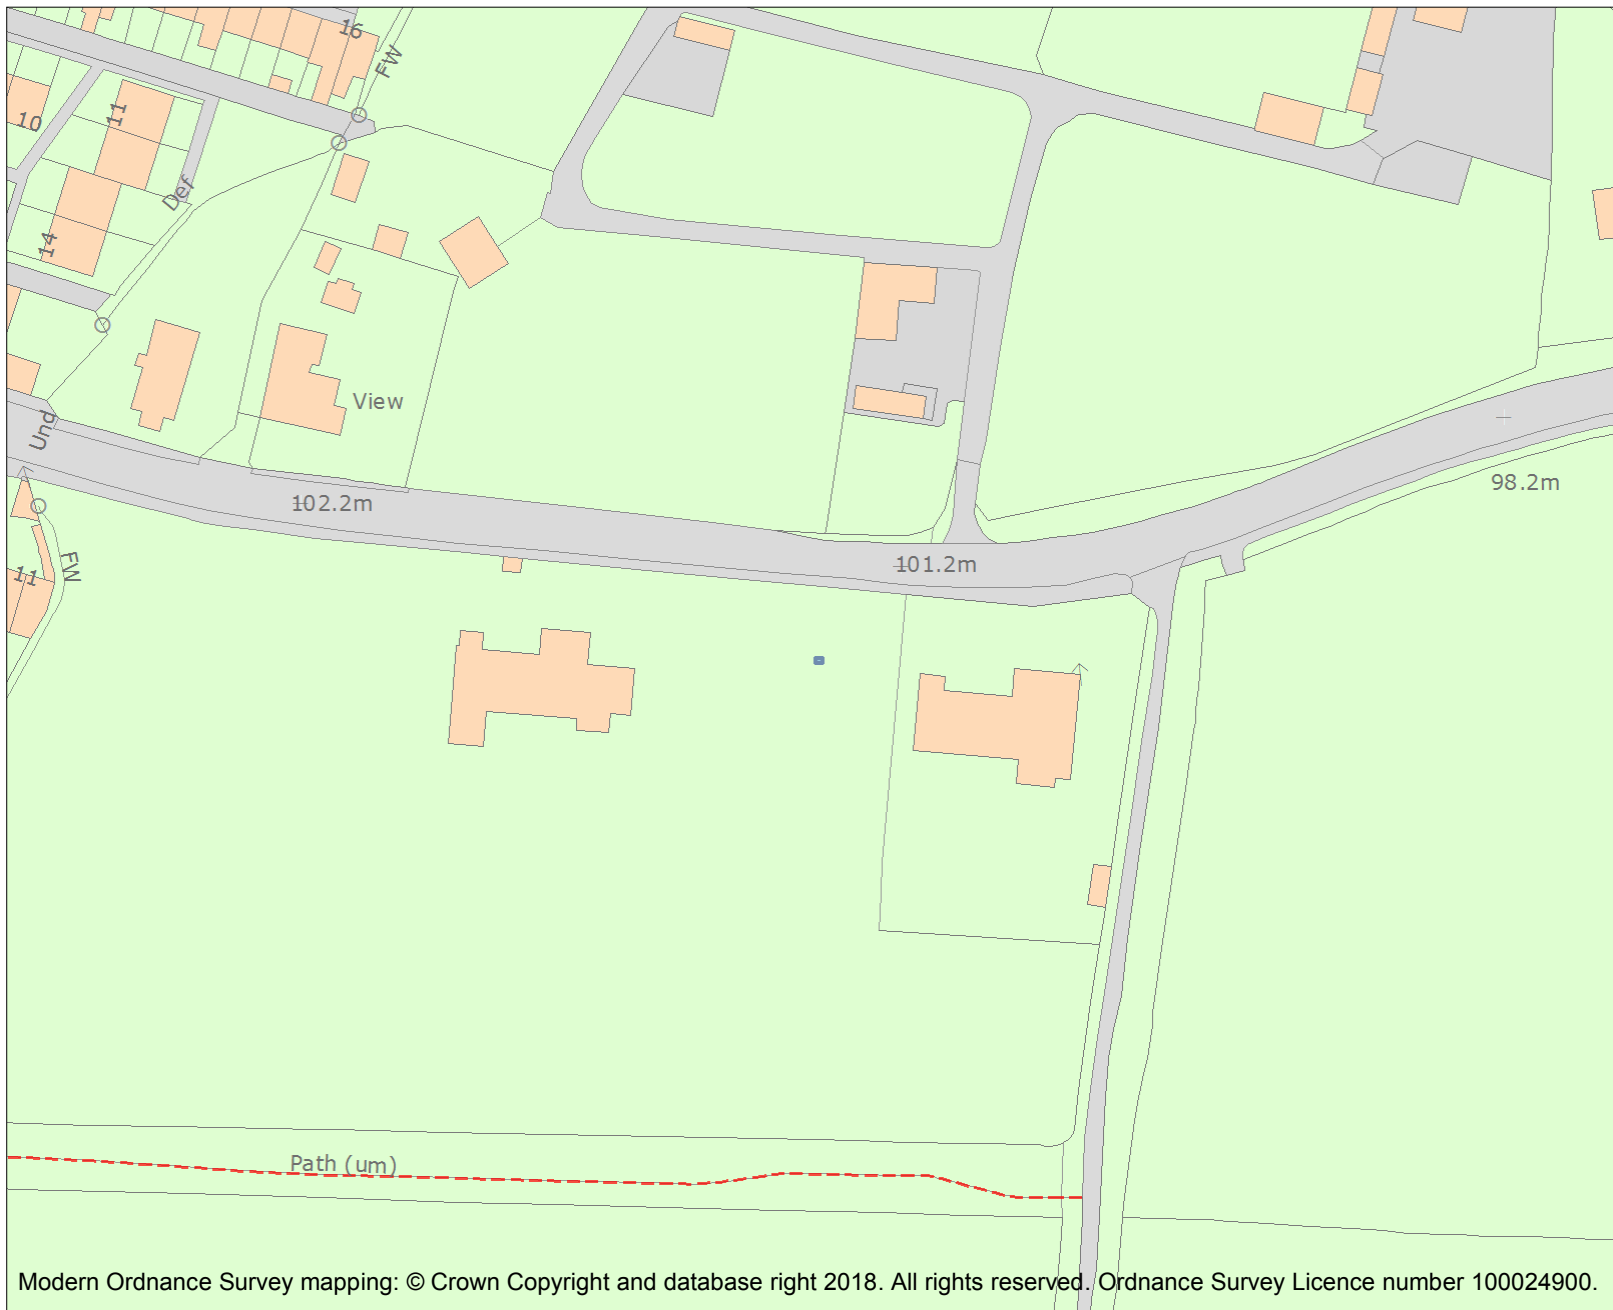 16
FW
10
11
Def
14
View
Und
102.2m
98.2m
101.2m
FW
11
Path (um)
Modern Ordnance Survey mapping: © Crown Copyright and database right 2018. All rights reserved. Ordnance Survey Licence number 100024900.